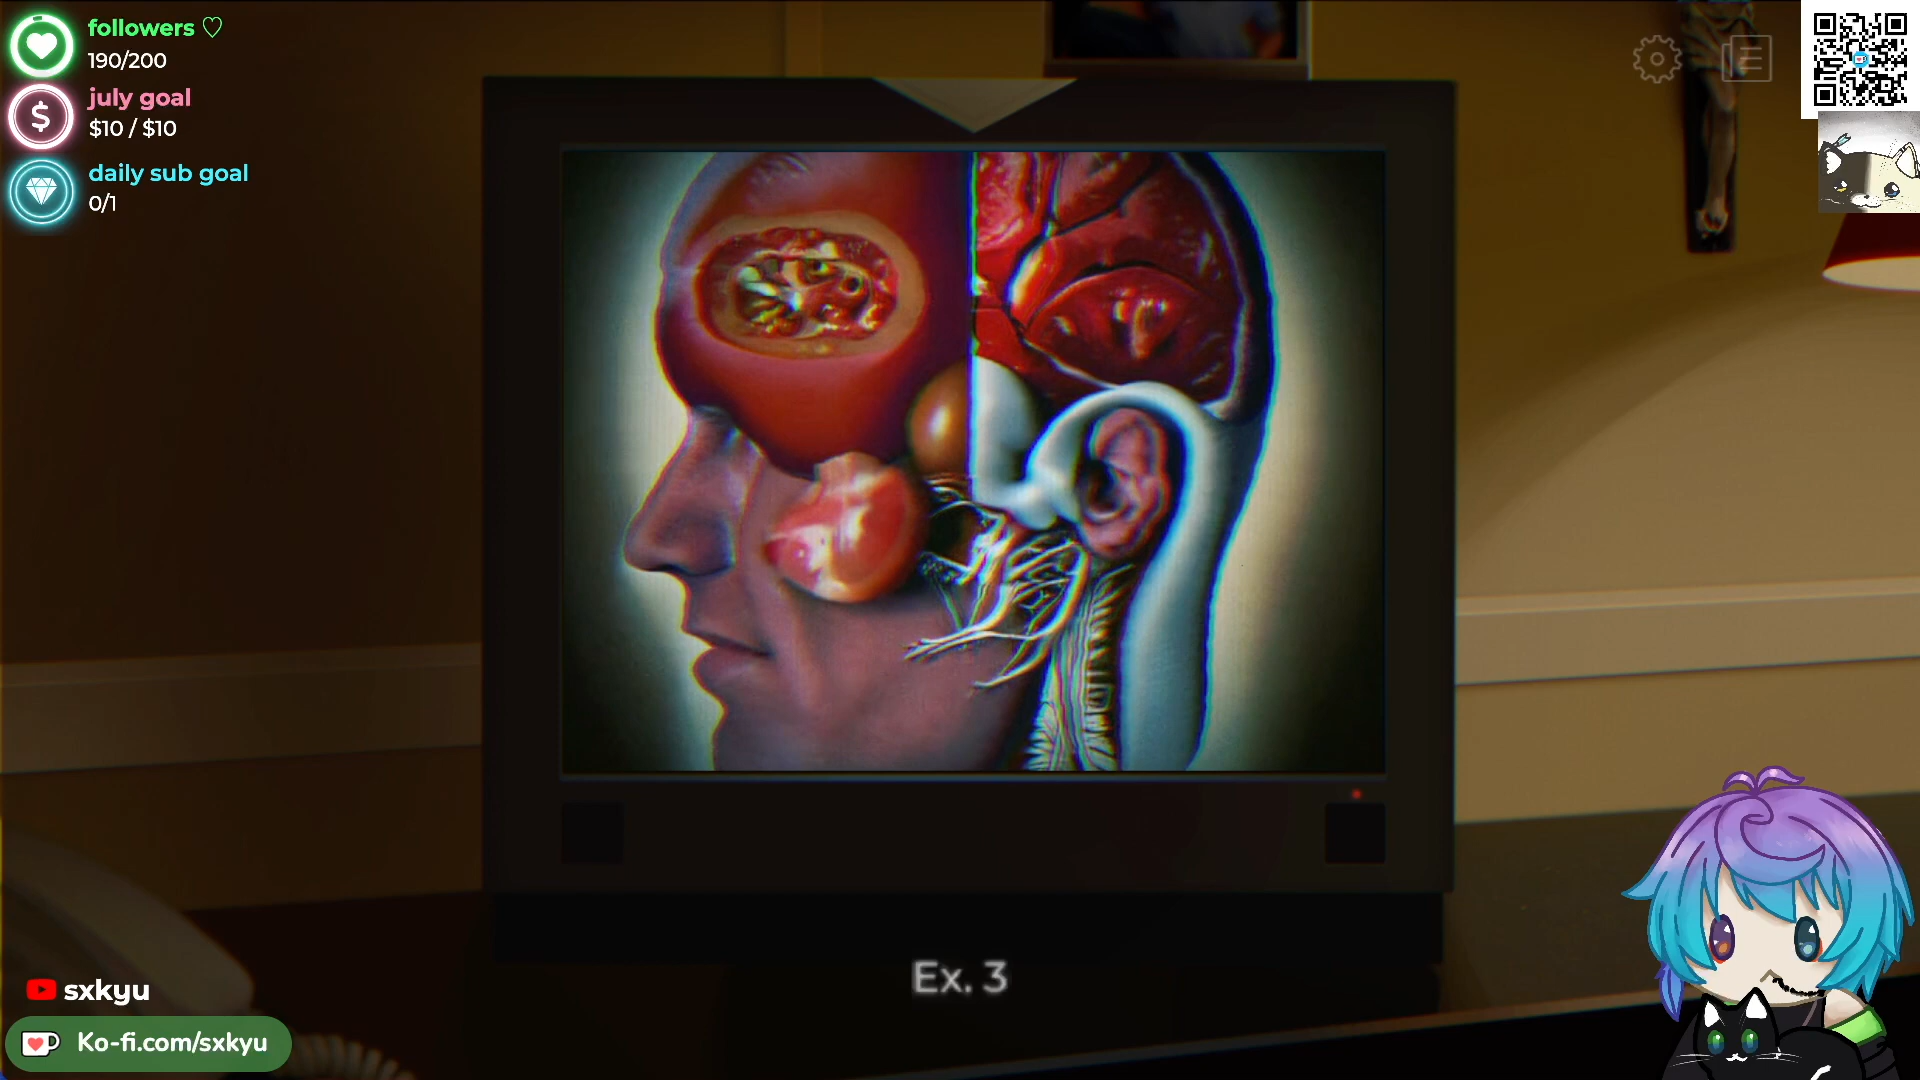 followers ♡
190/200
july goal
$10 / $10
daily sub goal
0/1
Ex. 3
sxkyu
Ko-fi.com/sxkyu